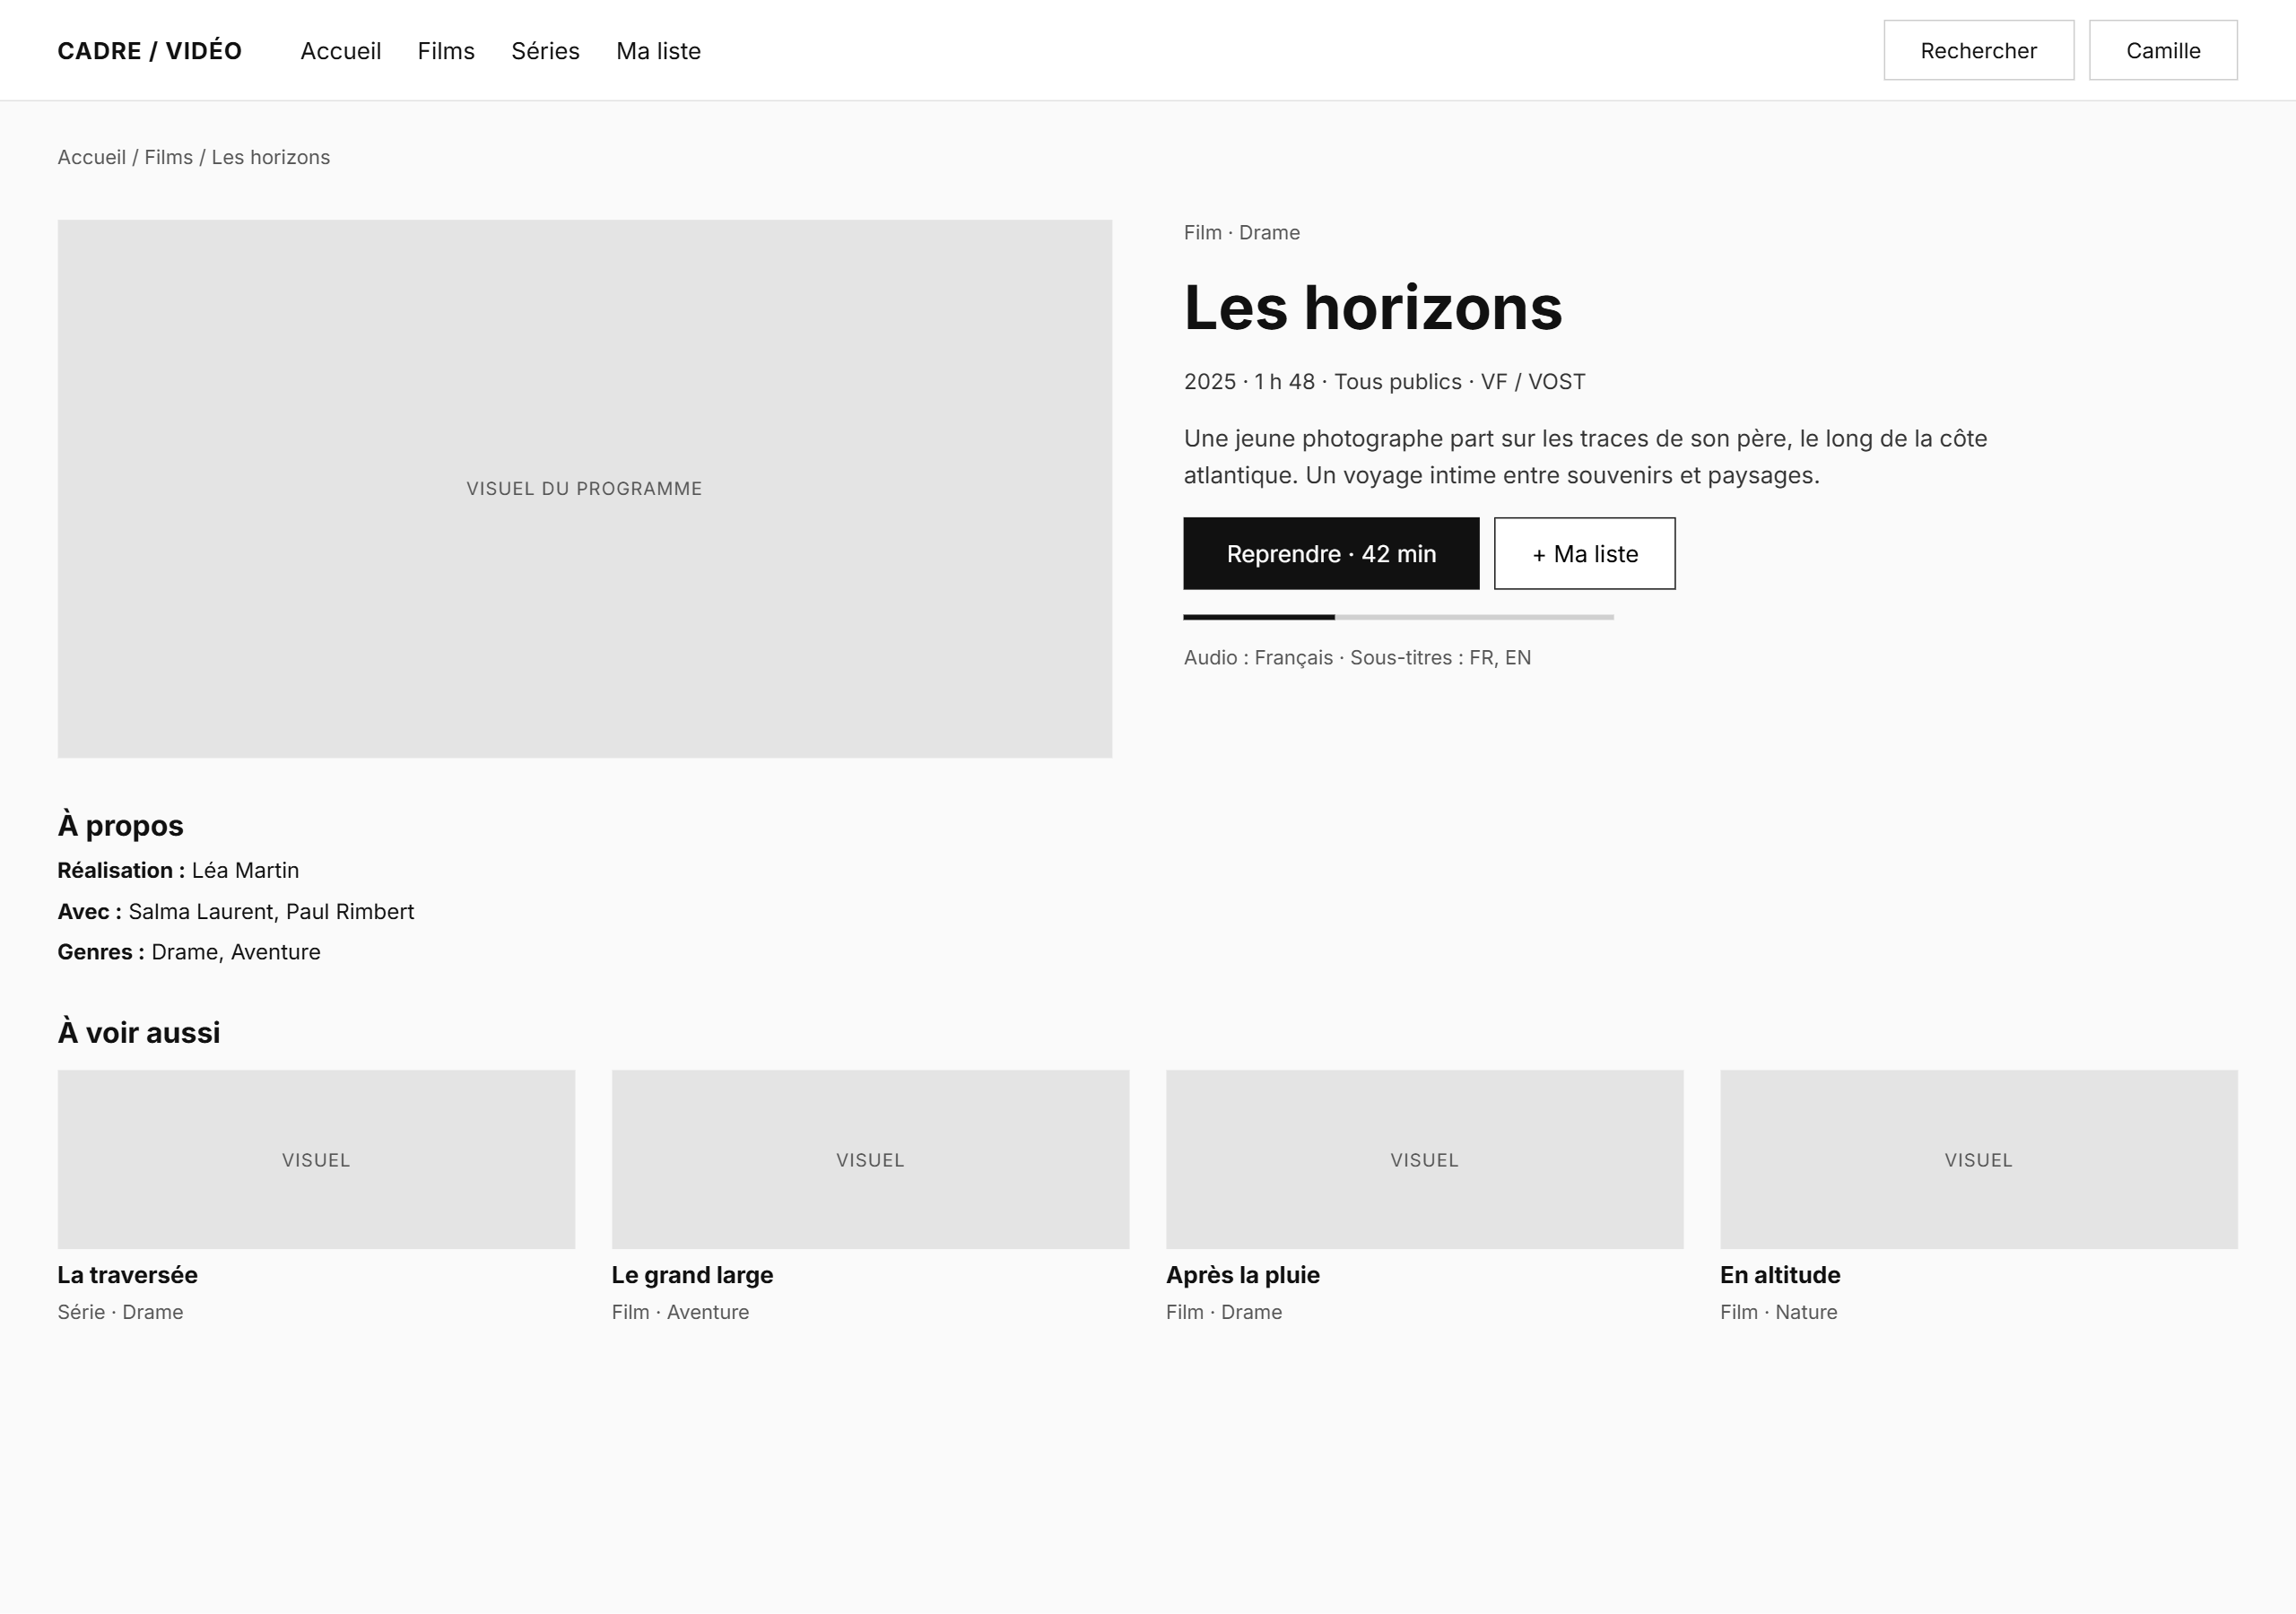 CADRE / VIDÉO Accueil Films Séries Ma liste Rechercher Camille
Accueil / Films / Les horizons
VISUEL DU PROGRAMME
Film · Drame
Les horizons
2025 · 1 h 48 · Tous publics · VF / VOST
Une jeune photographe part sur les traces de son père, le long de la côte
atlantique. Un voyage intime entre souvenirs et paysages.
Reprendre · 42 min + Ma liste
Audio : Français · Sous-titres : FR, EN
À propos
Réalisation : Léa Martin
Avec : Salma Laurent, Paul Rimbert
Genres : Drame, Aventure
À voir aussi
VISUEL
La traversée
Série · Drame
VISUEL
Le grand large
Film · Aventure
VISUEL
Après la pluie
Film · Drame
VISUEL
En altitude
Film · Nature